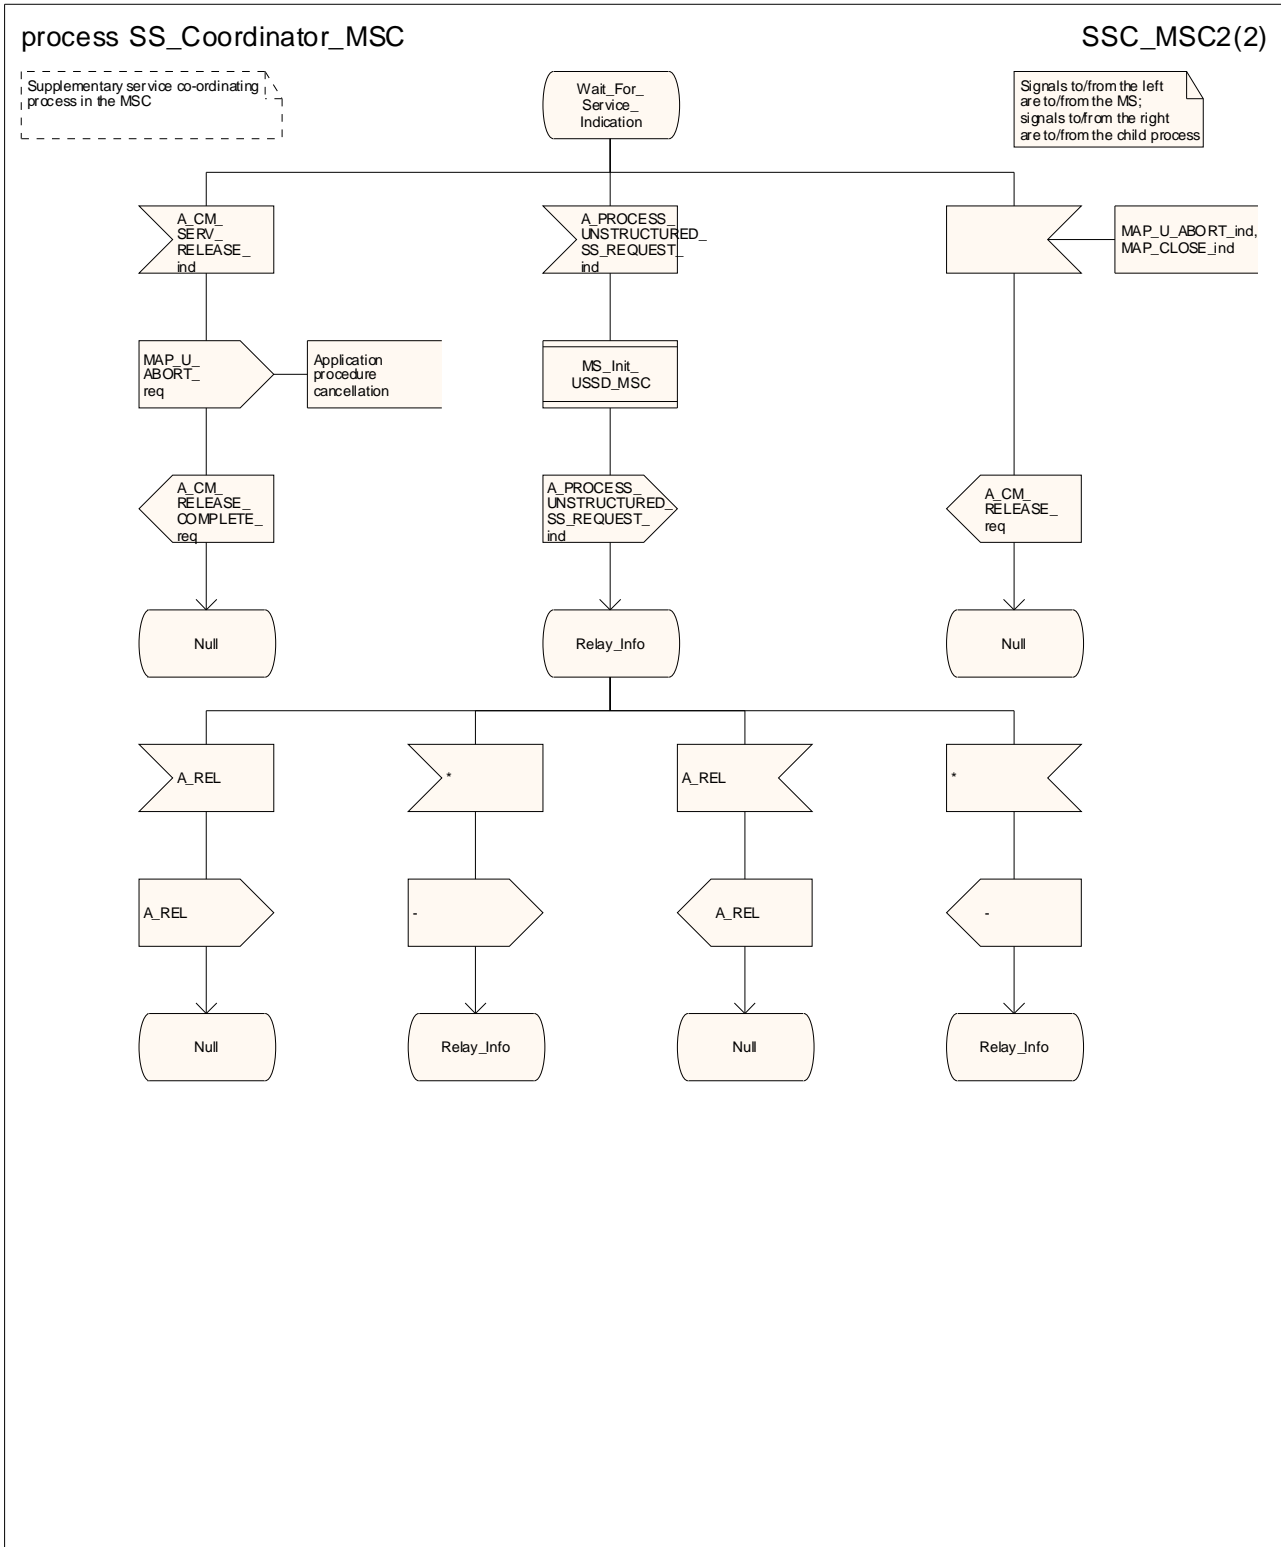 process SS_Coordinator_MSC
SSC_MSC2(2)
Supplementary service co-ordinating
process in the MSC
Wait_For_
Service_
Indication
Signals to/from the left
are to/from the MS;
signals to/from the right
are to/from the child process
A_CM_
SERV_
RELEASE_
ind
A_PROCESS_
UNSTRUCTURED_
SS_REQUEST_
ind
MAP_U_ABORT_ind,
MAP_CLOSE_ind
MAP_U_
ABORT_
req
Application
procedure
cancellation
MS_Init_
USSD_MSC
A_CM_
RELEASE_
COMPLETE_
req
A_PROCESS_
UNSTRUCTURED_
SS_REQUEST_
ind
A_CM_
RELEASE_
req
Null
Relay_Info
Null
A_REL
*
A_REL
*
A_REL
-
A_REL
-
Null
Relay_Info
Null
Relay_Info